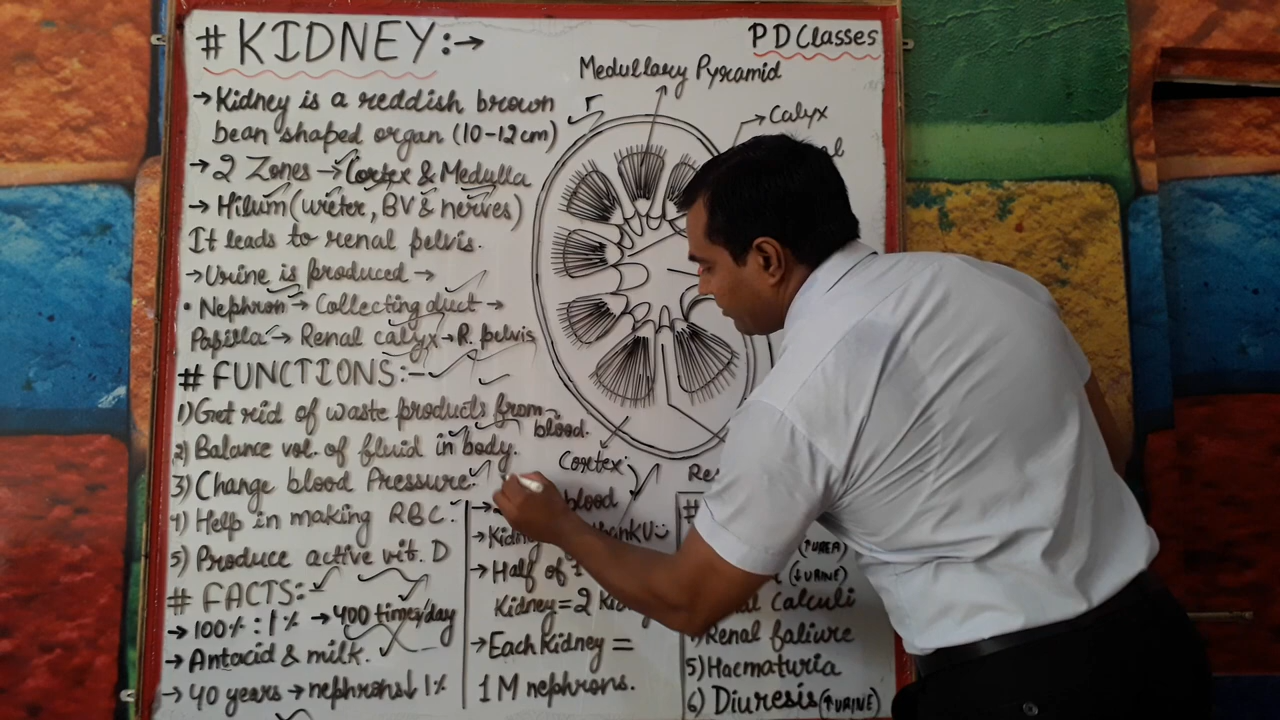 # KIDNEY:→
PD Classes
→ Kidney is a reddish brown
bean shaped organ (10-12cm)
→ 2 Zones → Cortex & Medulla
→ Hilum (ureter, BV & nerves)
It leads to renal pelvis.
→ Urine is produced →
• Nephron → Collecting duct →
Papilla → Renal calyx → R. pelvis
# FUNCTIONS:-
1) Get rid of waste products from
blood.
2) Balance vol. of fluid in body.
3) Change blood Pressure.
4) Help in making RBC.
5) Produce active vit. D
# FACTS:-
→ 100% : 1% → 400 times/day
→ Antacid & milk.
→ 40 years → nephrons↓ 1%
Medullary Pyramid
Calyx
Cortex
blood
→ Half of
Kidney = 2
→ Each Kidney =
1 M nephrons.
#
(↑UREA)
(↓URINE)
Calculi
Renal faliure
5) Haematuria
6) Diuresis (↑URINE)